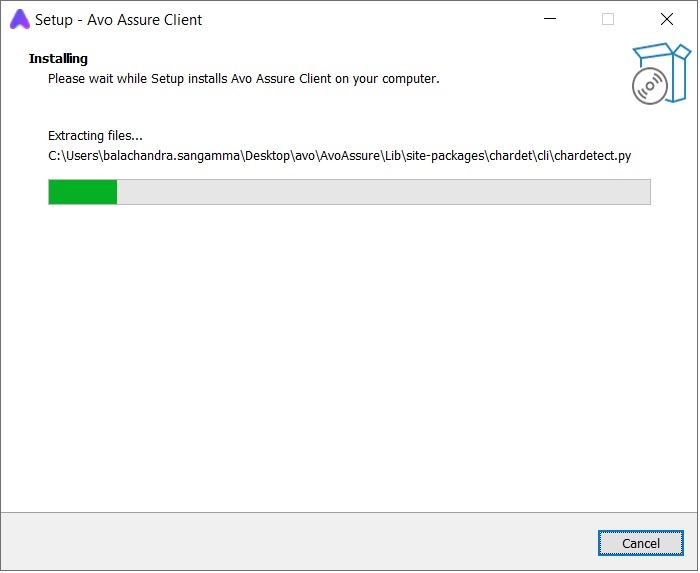 Setup - Avo Assure Client
Installing
Please wait while Setup installs Avo Assure Client on your computer.
Extracting files...
C:\Users\balachandra.sangamma\Desktop\avo\AvoAssure\Lib\site-packages\chardet\cli\chardetect.py
Cancel